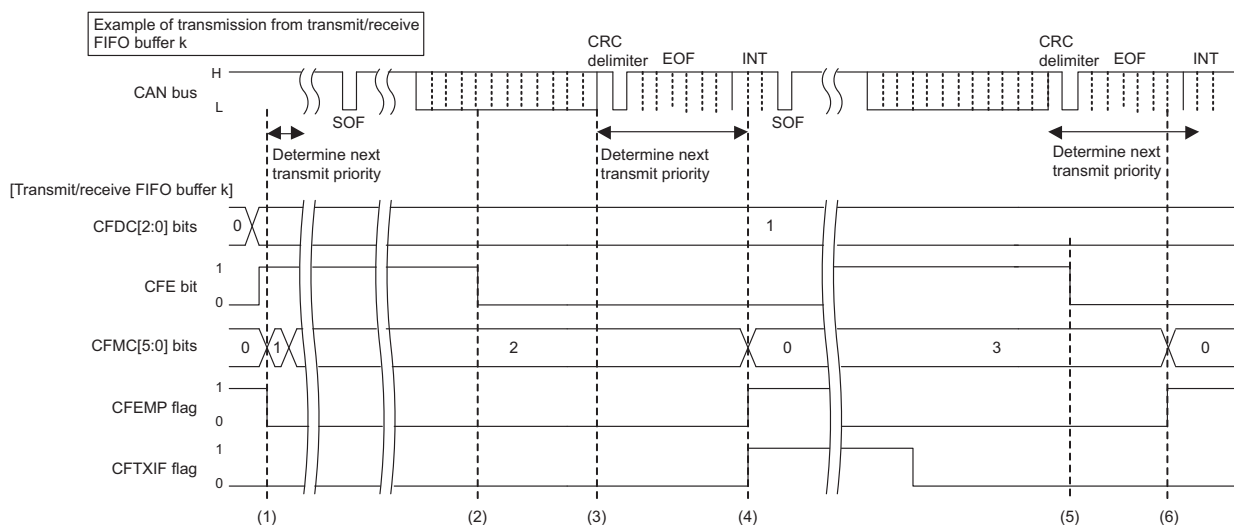 Example of transmission from transmit/receive
FIFO buffer k
CRC
delimiter
EOF
INT
CRC
delimiter
EOF
INT
CAN bus
H
L
SOF
SOF
Determine next
transmit priority
Determine next
transmit priority
Determine next
transmit priority
[Transmit/receive FIFO buffer k]
CFDC[2:0] bits
0
1
CFE bit
1
0
CFMC[5:0] bits
0
1
2
0
3
0
CFEMP flag
1
0
CFTXIF flag
1
0
(1)
(2)
(3)
(4)
(5)
(6)